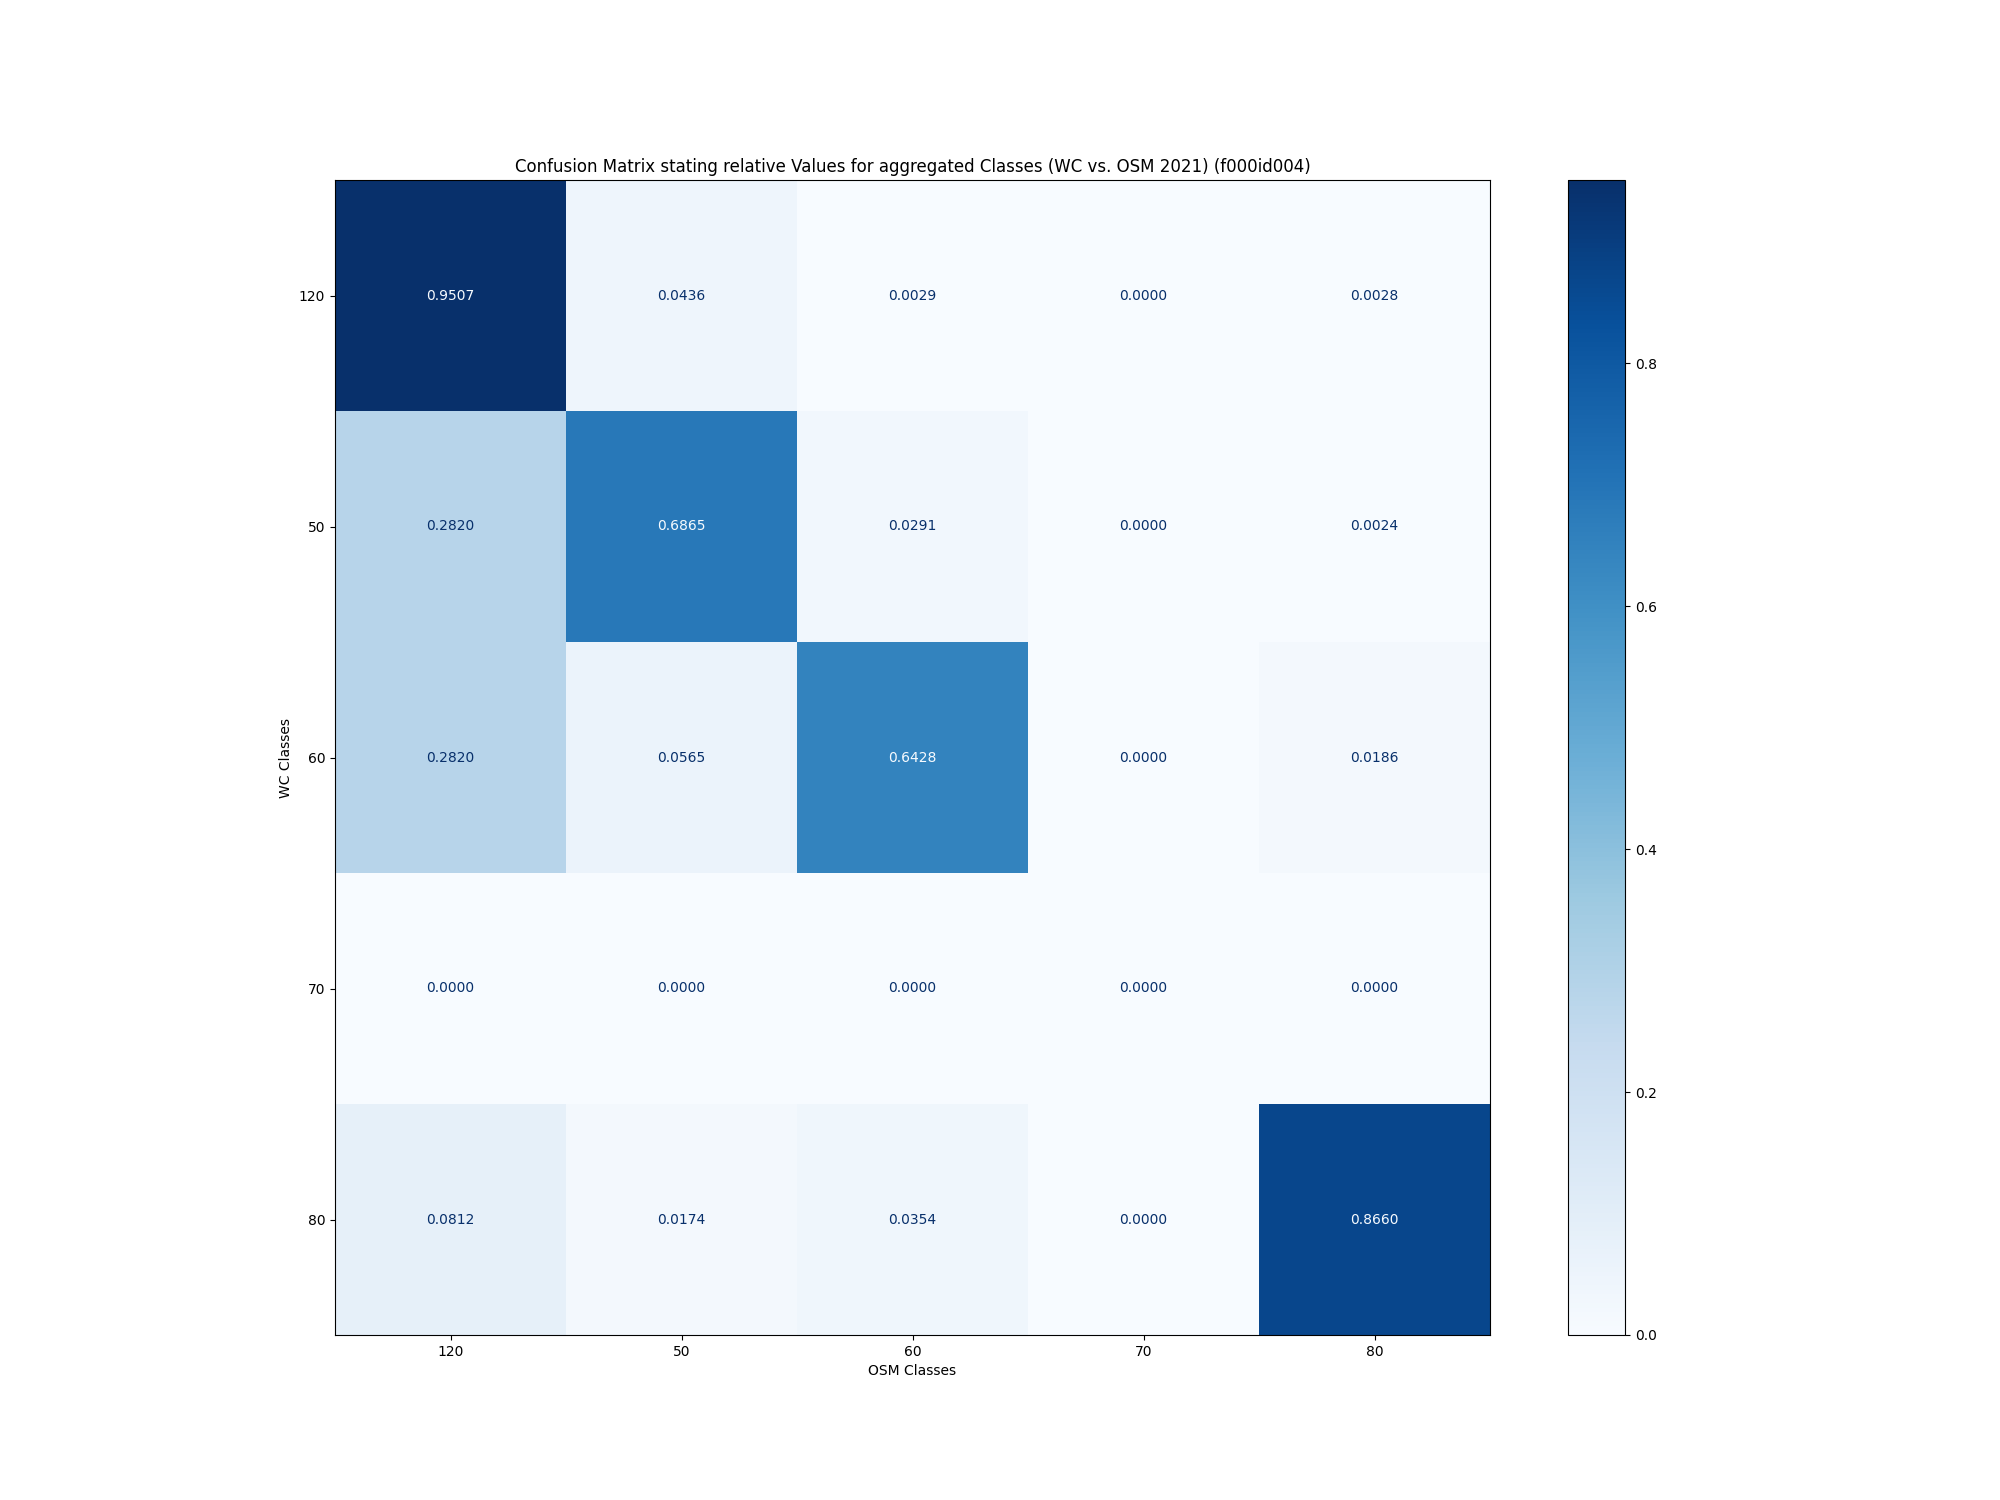 Confusion Matrix stating relative Values for aggregated Classes (WC vs. OSM 2021) (f000id004)
120 0.9507 0.0436 0.0029 0.0000 0.0028
50 0.2820 0.6865 0.0291 0.0000 0.0024
60 0.2820 0.0565 0.6428 0.0000 0.0186
70 0.0000 0.0000 0.0000 0.0000 0.0000
80 0.0812 0.0174 0.0354 0.0000 0.8660
WC Classes
120 50 60 70 80
OSM Classes
0.8
0.6
0.4
0.2
0.0